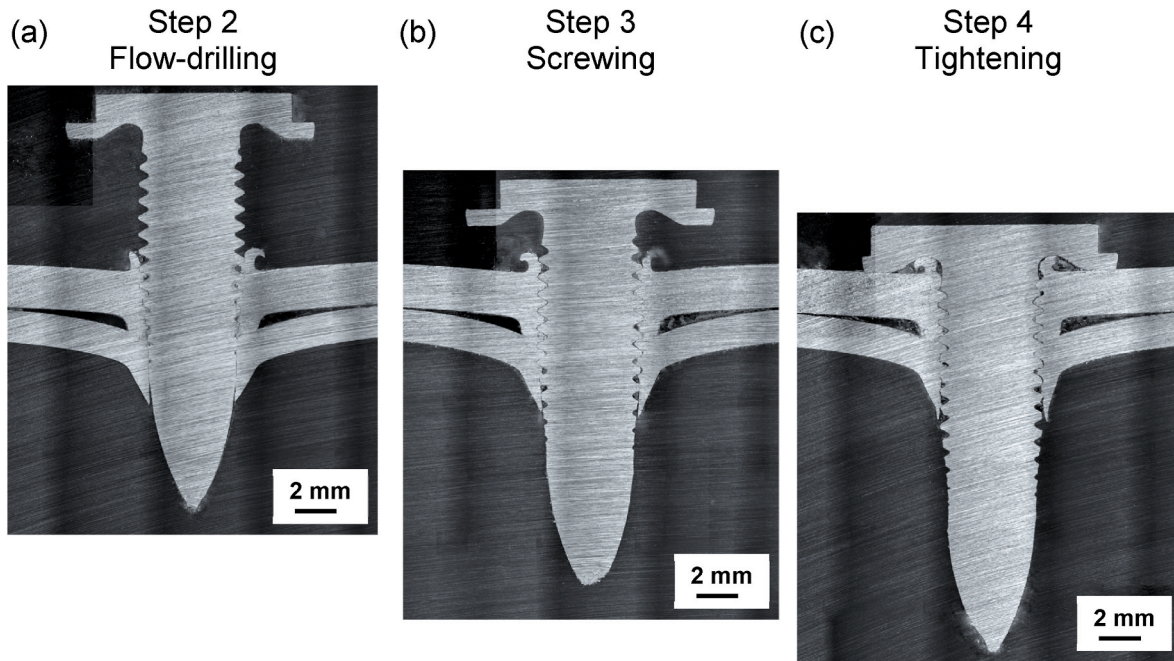 (a)
Step 2
Flow-drilling
(b)
Step 3
Screwing
(c)
Step 4
Tightening
2 mm
2 mm
2 mm